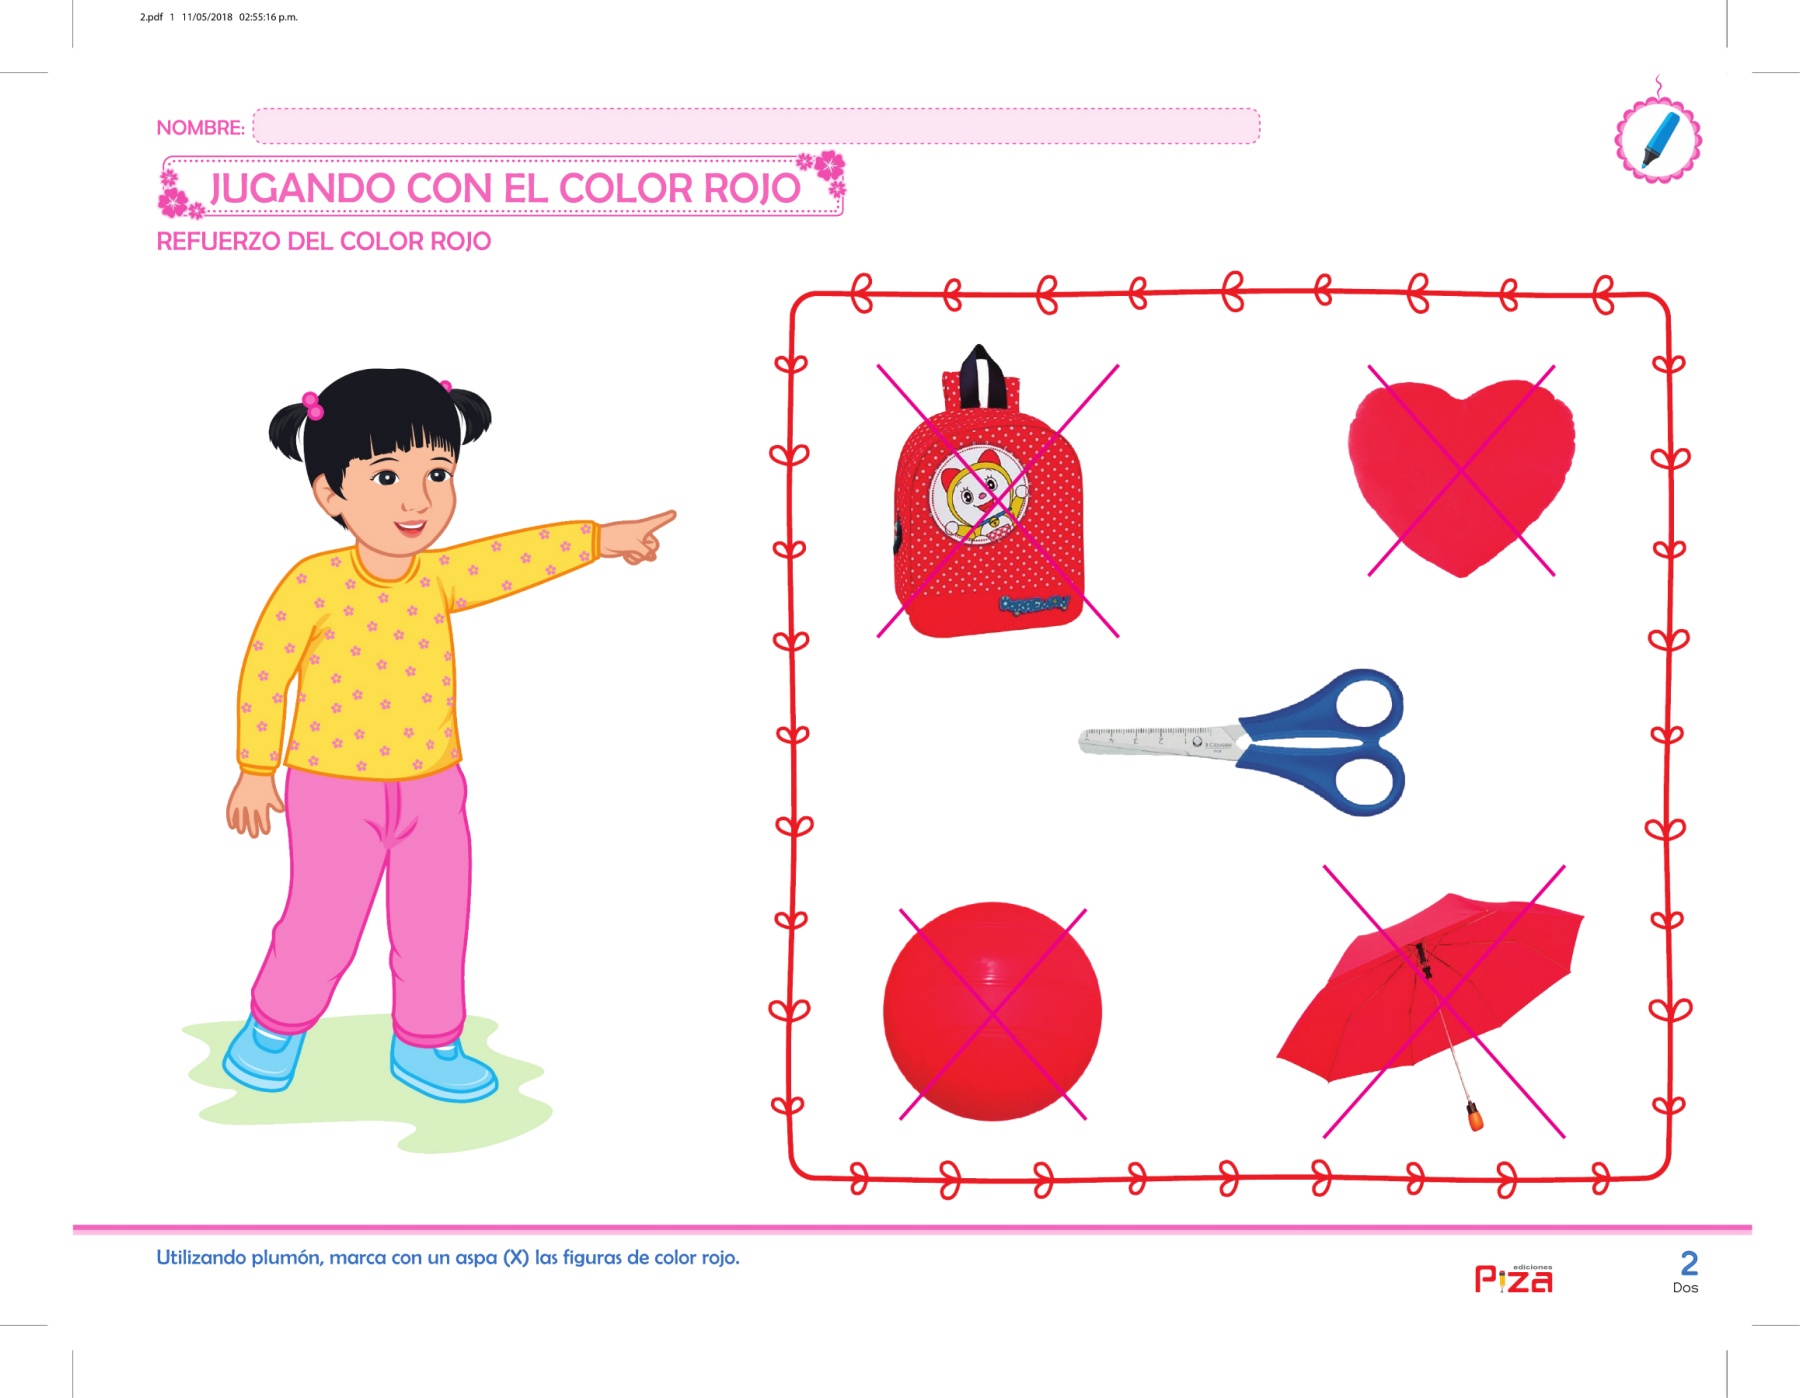 2.pdf 1 11/05/2018 02:55:16 p.m.
NOMBRE:
JUGANDO CON EL COLOR ROJO
REFUERZO DEL COLOR ROJO
Utilizando plumón, marca con un aspa (X) las figuras de color rojo.
ediciones
Piza
2
Dos